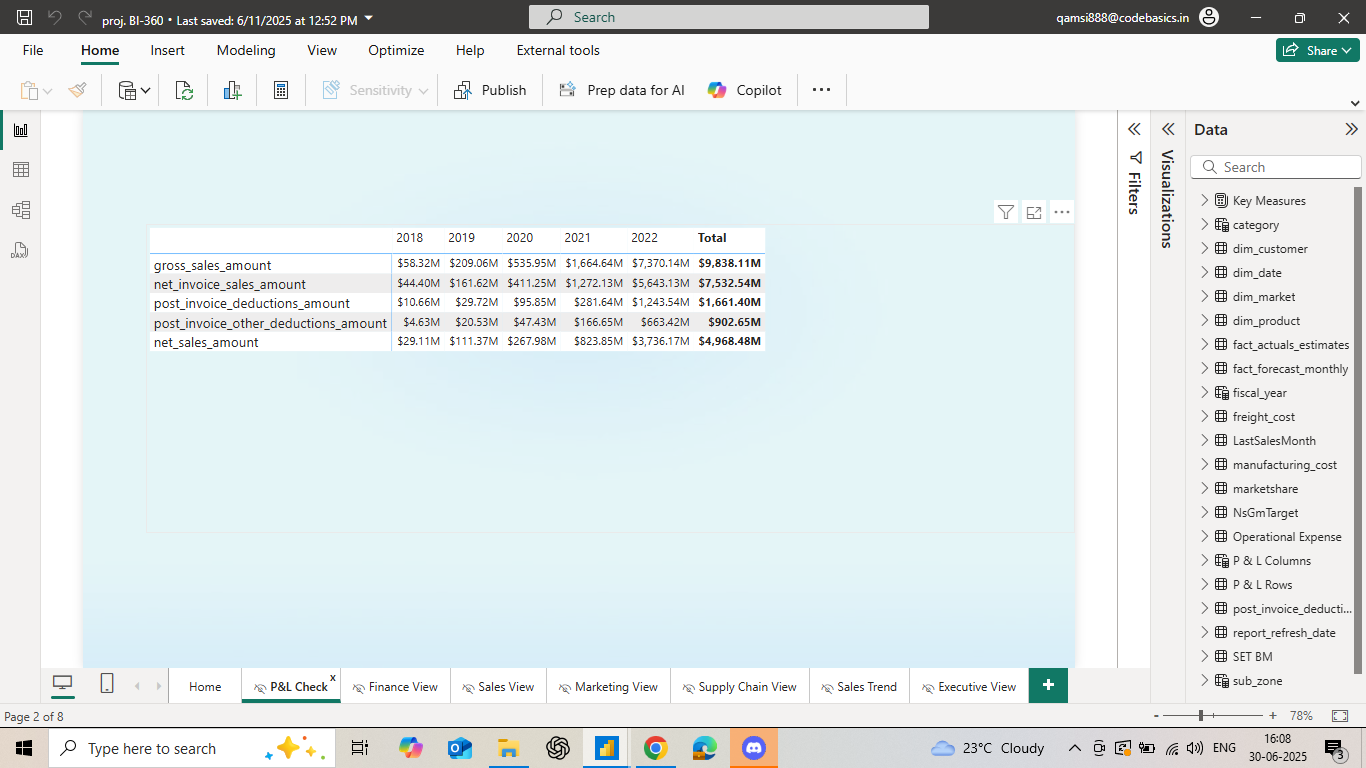 proj. BI-360 • Last saved: 6/11/2025 at 12:52 PM
Search
qamsi888@codebasics.in
File Home Insert Modeling View Optimize Help External tools
Share
Sensitivity Publish Prep data for AI Copilot ...
2018 2019 2020 2021 2022 Total
gross_sales_amount $58.32M $209.06M $535.95M $1,664.64M $7,370.14M $9,838.11M
net_invoice_sales_amount $44.40M $161.62M $411.25M $1,272.13M $5,643.13M $7,532.54M
post_invoice_deductions_amount $10.66M $29.72M $95.85M $281.64M $1,243.54M $1,661.40M
post_invoice_other_deductions_amount $4.63M $20.53M $47.43M $166.65M $663.42M $902.65M
net_sales_amount $29.11M $111.37M $267.98M $823.85M $3,736.17M $4,968.48M
Filters
Visualizations
Data
Search
Key Measures
category
dim_customer
dim_date
dim_market
dim_product
fact_actuals_estimates
fact_forecast_monthly
fiscal_year
freight_cost
LastSalesMonth
manufacturing_cost
marketshare
NsGmTarget
Operational Expense
P & L Columns
P & L Rows
post_invoice_deducti...
report_refresh_date
SET BM
sub_zone
DAX
Home P&L Check x Finance View Sales View Marketing View Supply Chain View Sales Trend Executive View +
Page 2 of 8
- + 78%
Type here to search
23°C Cloudy
ENG
16:08
30-06-2025
3